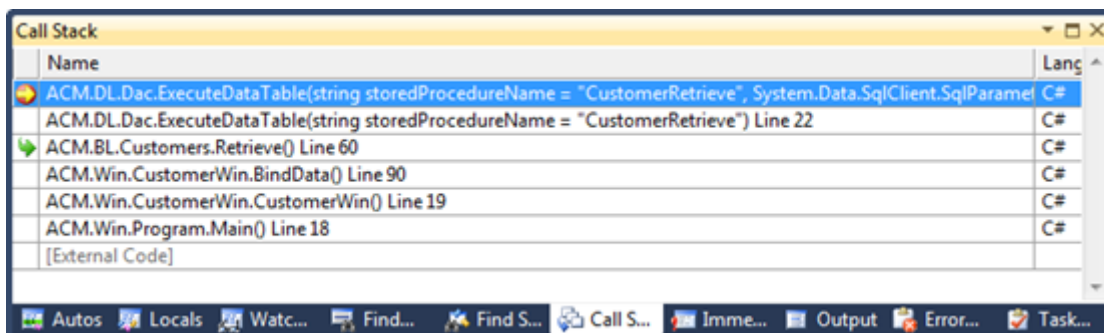 Call Stack
Name Lang
ACM.DL.Dac.ExecuteDataTable(string storedProcedureName = "CustomerRetrieve", System.Data.SqlClient.SqlParamet C#
ACM.DL.Dac.ExecuteDataTable(string storedProcedureName = "CustomerRetrieve") Line 22 C#
ACM.BL.Customers.Retrieve() Line 60 C#
ACM.Win.CustomerWin.BindData() Line 90 C#
ACM.Win.CustomerWin.CustomerWin() Line 19 C#
ACM.Win.Program.Main() Line 18 C#
[External Code]
Autos Locals Watc... Find... Find S... Call S... Imme... Output Error... Task...